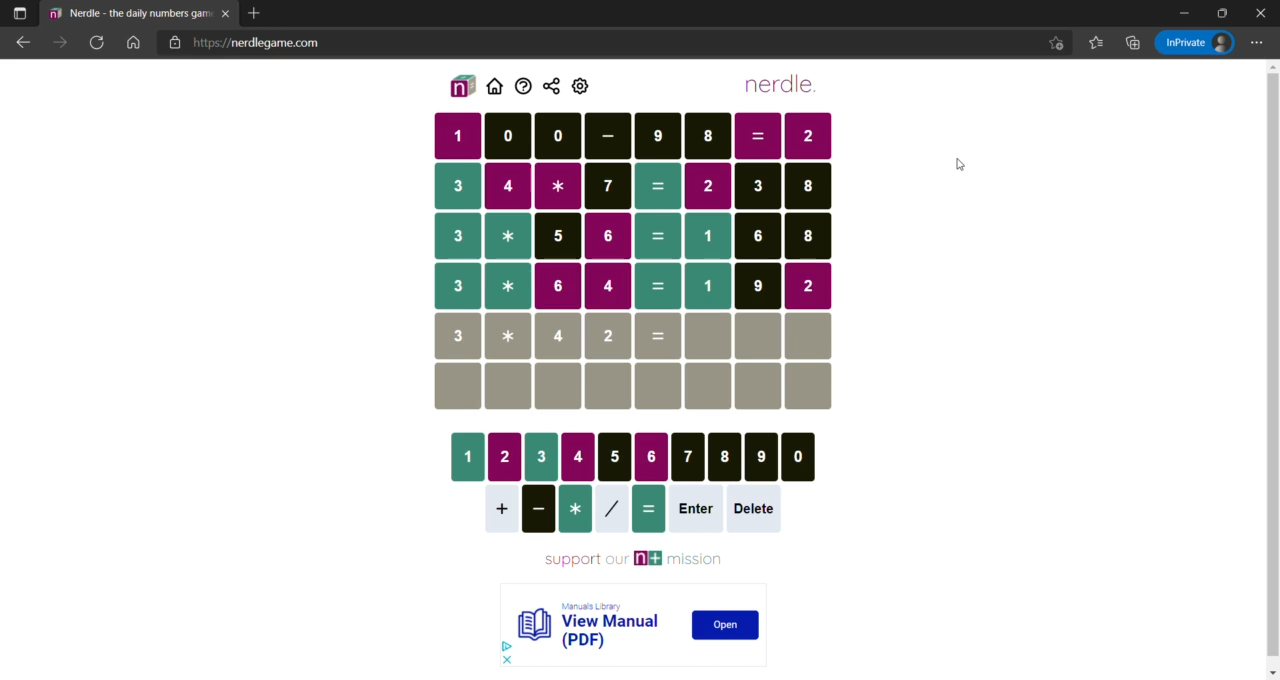 Nerdle - the daily numbers gam
https://nerdlegame.com
InPrivate
n
nerdle.
1 0 0 - 9 8 = 2
3 4 * 7 = 2 3 8
3 * 5 6 = 1 6 8
3 * 6 4 = 1 9 2
3 * 4 2 =
1 2 3 4 5 6 7 8 9 0
+ - * / = Enter Delete
support our n+ mission
Manuals Library
View Manual
(PDF)
Open